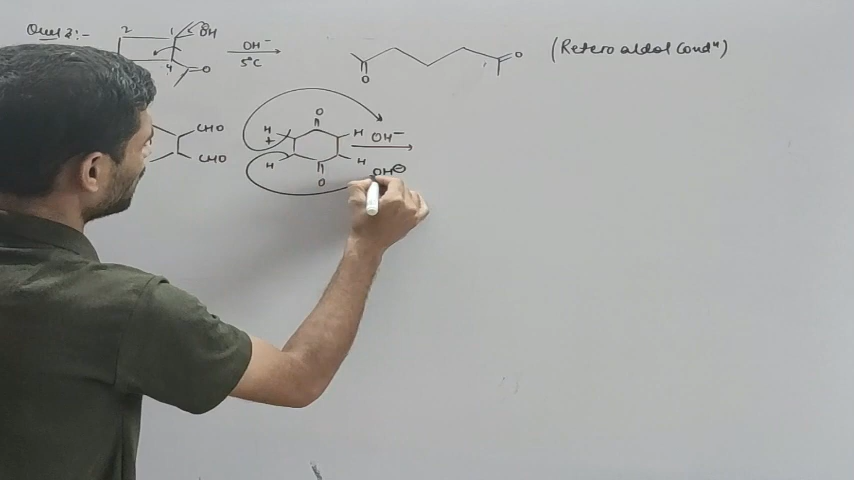 Ques 2:-
2 1 OH
4 O
OH⁻
5°C
O O
(Retero aldol Condⁿ)
CHO
CHO
+
H O H
H O H
OH⁻
OH⊖